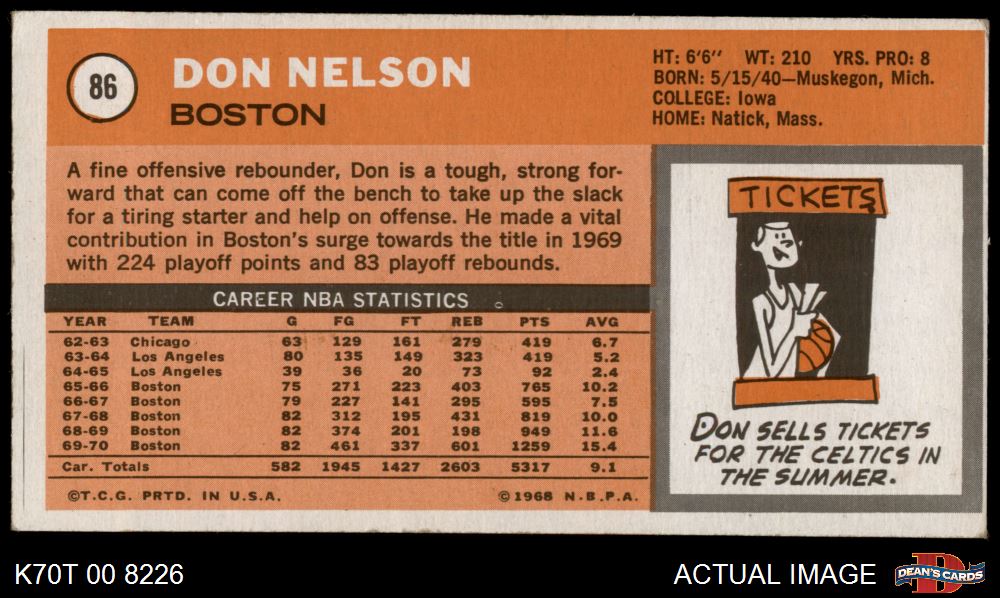 86
DON NELSON
BOSTON
HT: 6'6" WT: 210 YRS. PRO: 8
BORN: 5/15/40—Muskegon, Mich.
COLLEGE: Iowa
HOME: Natick, Mass.
A fine offensive rebounder, Don is a tough, strong for-
ward that can come off the bench to take up the slack
for a tiring starter and help on offense. He made a vital
contribution in Boston's surge towards the title in 1969
with 224 playoff points and 83 playoff rebounds.
CAREER NBA STATISTICS
YEAR TEAM G FG FT REB PTS AVG
62-63 Chicago 63 129 161 279 419 6.7
63-64 Los Angeles 80 135 149 323 419 5.2
64-65 Los Angeles 39 36 20 73 92 2.4
65-66 Boston 75 271 223 403 765 10.2
66-67 Boston 79 227 141 295 595 7.5
67-68 Boston 82 312 195 431 819 10.0
68-69 Boston 82 374 201 198 949 11.6
69-70 Boston 82 461 337 601 1259 15.4
Car. Totals 582 1945 1427 2603 5317 9.1
©T.C.G. PRTD. IN U.S.A. ©1968 N.B.P.A.
TICKETS
DON SELLS TICKETS
FOR THE CELTICS IN
THE SUMMER.
K70T 00 8226
ACTUAL IMAGE
DEAN'S CARDS